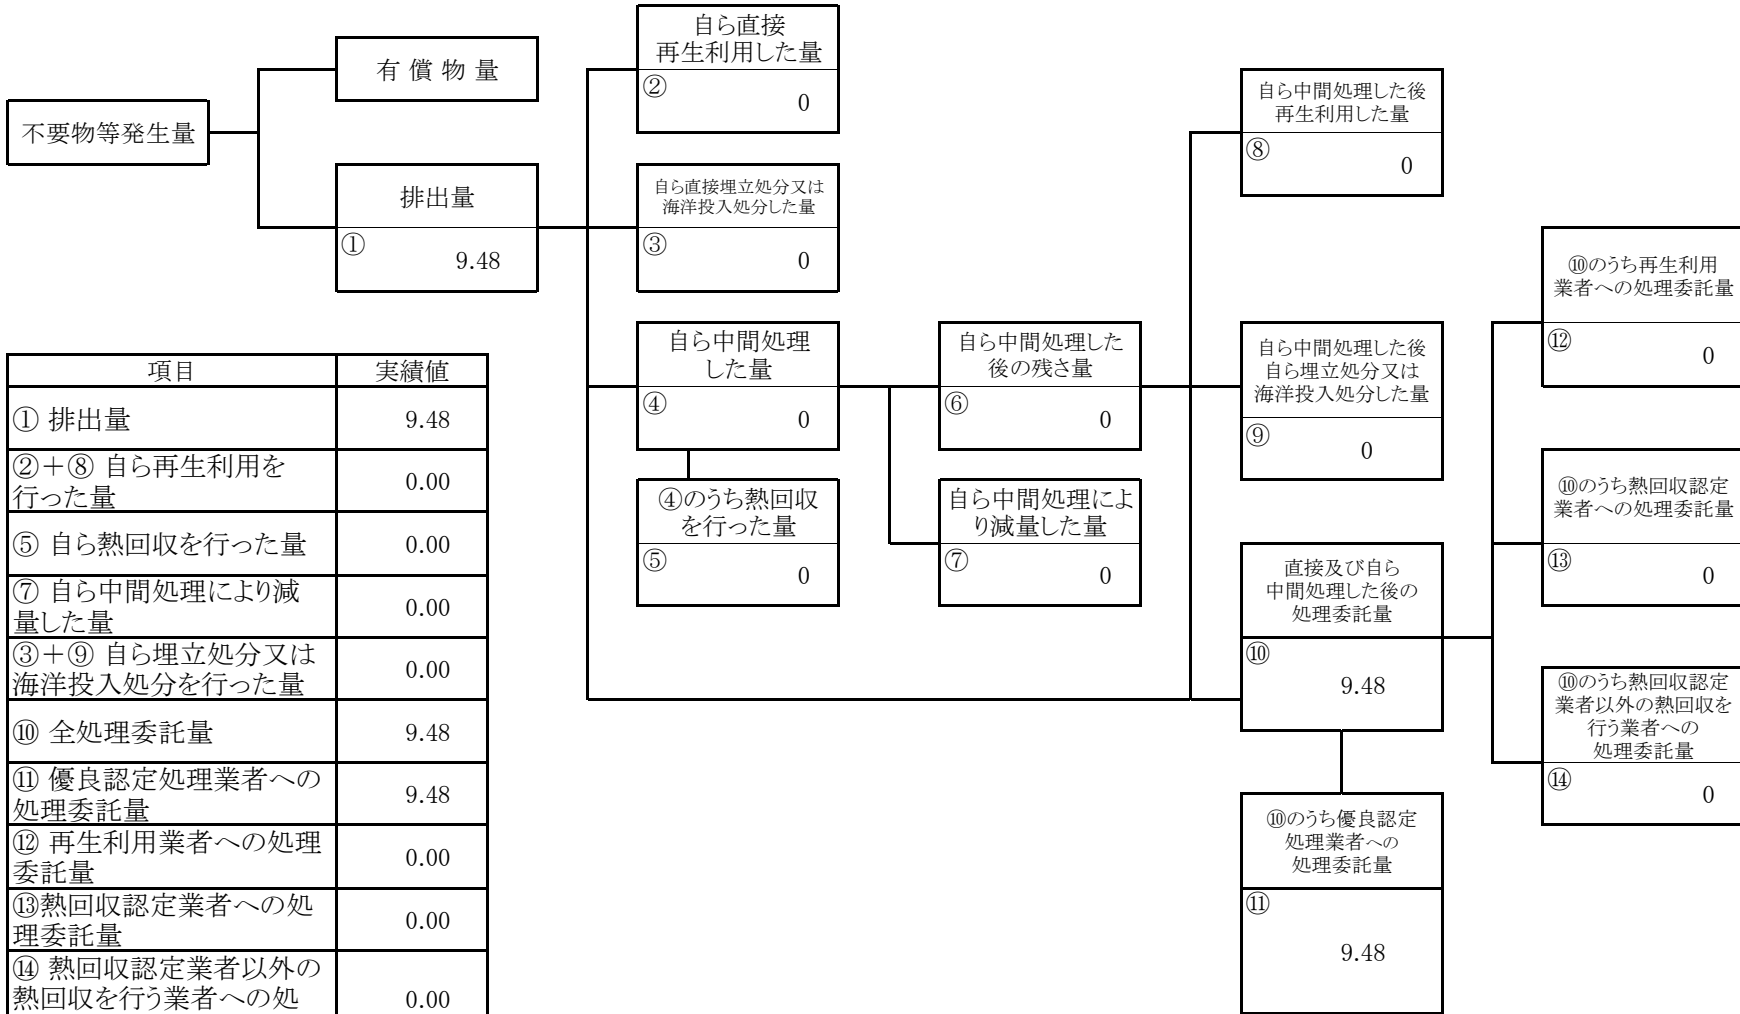 不要物等発生量
有 償 物 量
排出量
①
9.48
自ら直接
再生利用した量
②
0
自ら直接埋立処分又は
海洋投入処分した量
③
0
自ら中間処理
した量
④
0
④のうち熱回収
を行った量
⑤
0
自ら中間処理した
後の残さ量
⑥
0
自ら中間処理によ
り減量した量
⑦
0
自ら中間処理した後
再生利用した量
⑧
0
自ら中間処理した後
自ら埋立処分又は
海洋投入処分した量
⑨
0
直接及び自ら
中間処理した後の
処理委託量
⑩
9.48
⑩のうち優良認定
処理業者への
処理委託量
⑪
9.48
⑩のうち再生利用
業者への処理委託量
⑫
0
⑩のうち熱回収認定
業者への処理委託量
⑬
0
⑩のうち熱回収認定
業者以外の熱回収を
行う業者への
処理委託量
⑭
0
項目 実績値
① 排出量 9.48
②＋⑧ 自ら再生利用を
行った量 0.00
⑤ 自ら熱回収を行った量 0.00
⑦ 自ら中間処理により減
量した量 0.00
③＋⑨ 自ら埋立処分又は
海洋投入処分を行った量 0.00
⑩ 全処理委託量 9.48
⑪ 優良認定処理業者への
処理委託量 9.48
⑫ 再生利用業者への処理
委託量 0.00
⑬熱回収認定業者への処
理委託量 0.00
⑭ 熱回収認定業者以外の
熱回収を行う業者への処 0.00